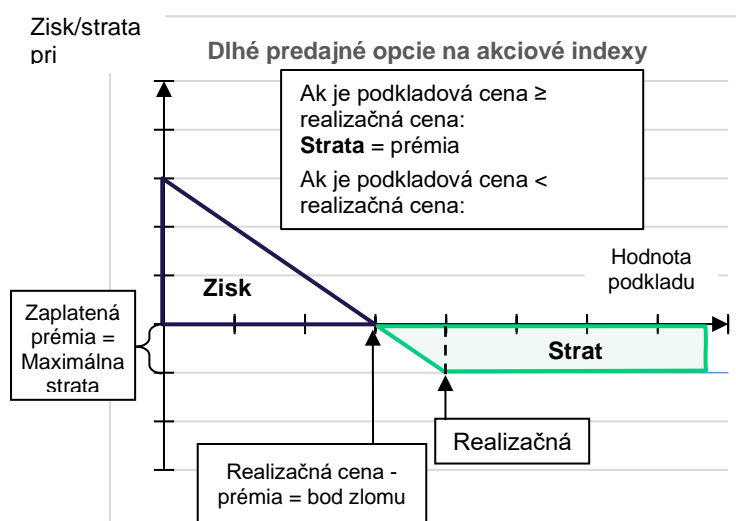 Zisk/strata
pri
Dlhé predajné opcie na akciové indexy
Ak je podkladová cena ≥
realizačná cena:
Strata = prémia
Ak je podkladová cena <
realizačná cena:
Hodnota
podkladu
Zisk
Zaplatená
prémia =
Maximálna
strata
Strat
Realizačná
Realizačná cena -
prémia = bod zlomu